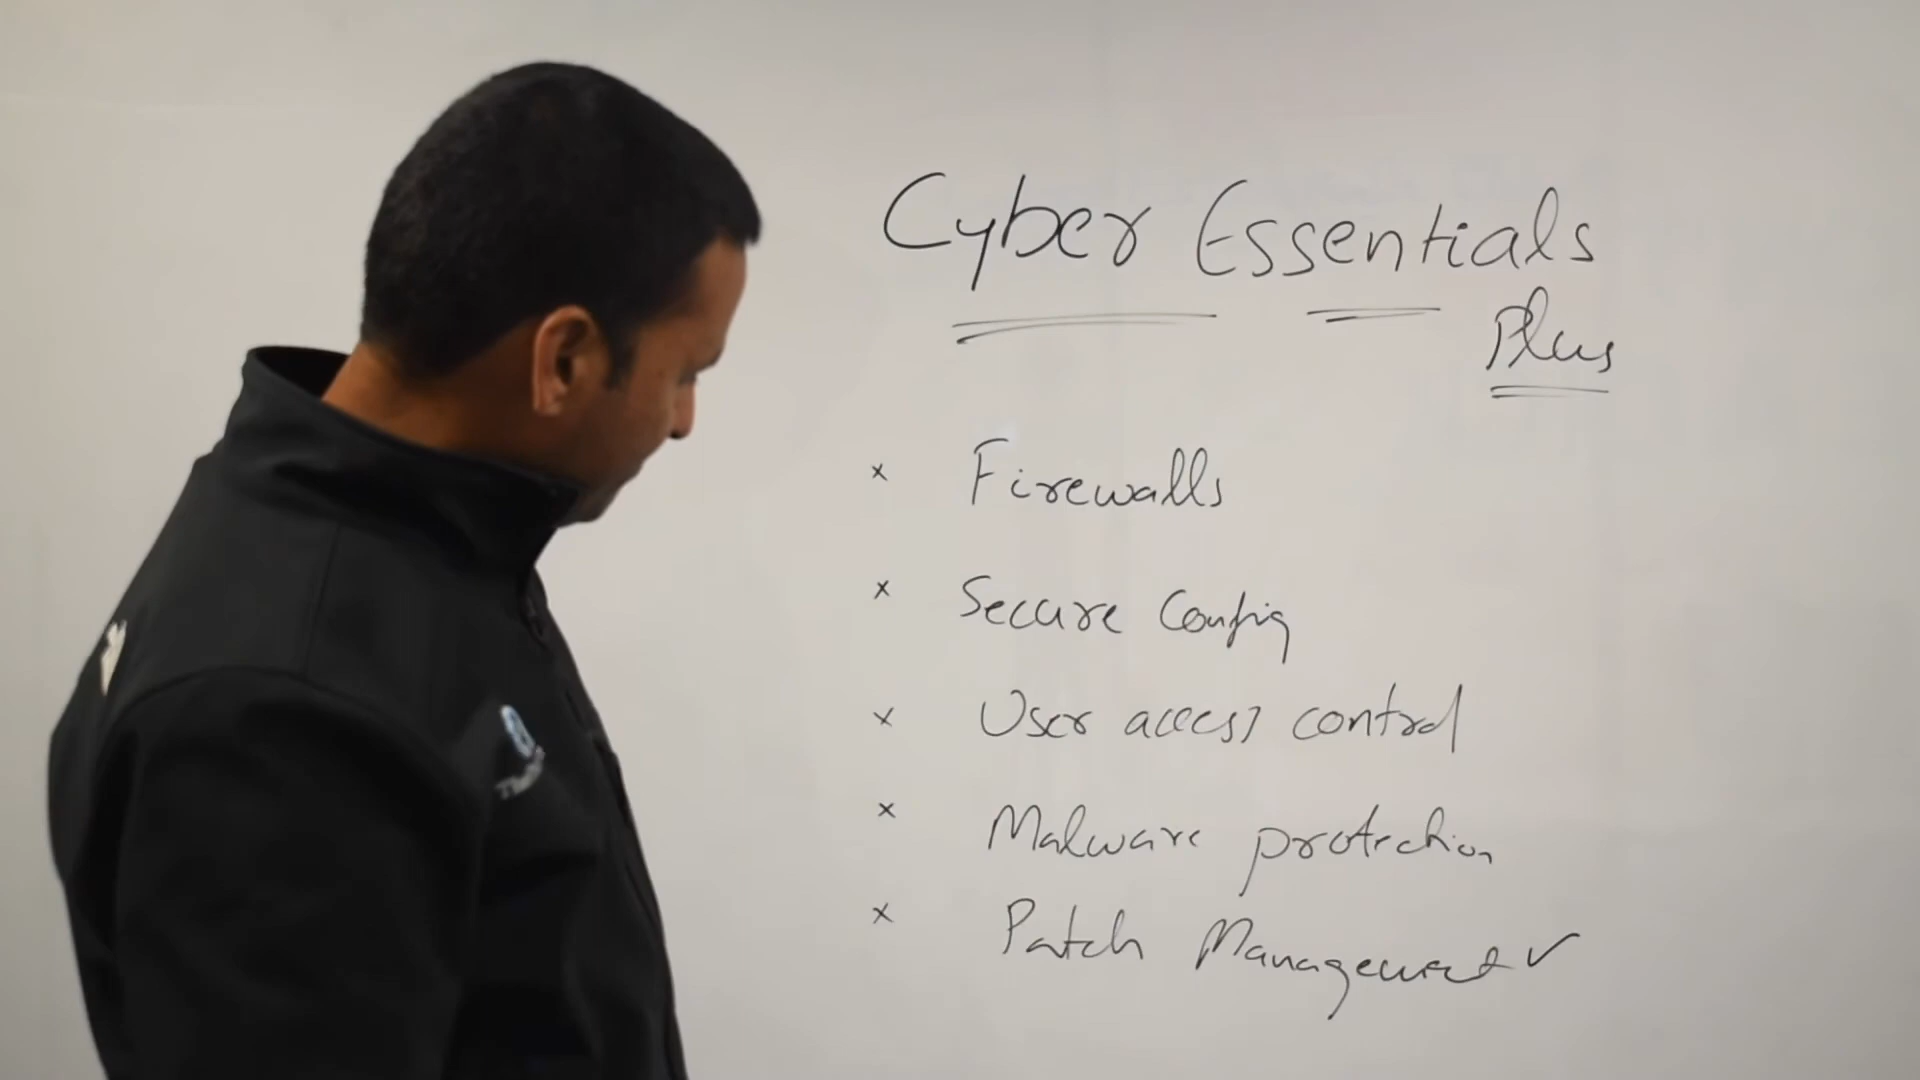 Cyber Essentials
Plus
x Firewalls
x Secure Config
x User access control
x Malware protection
x Patch Management ✓